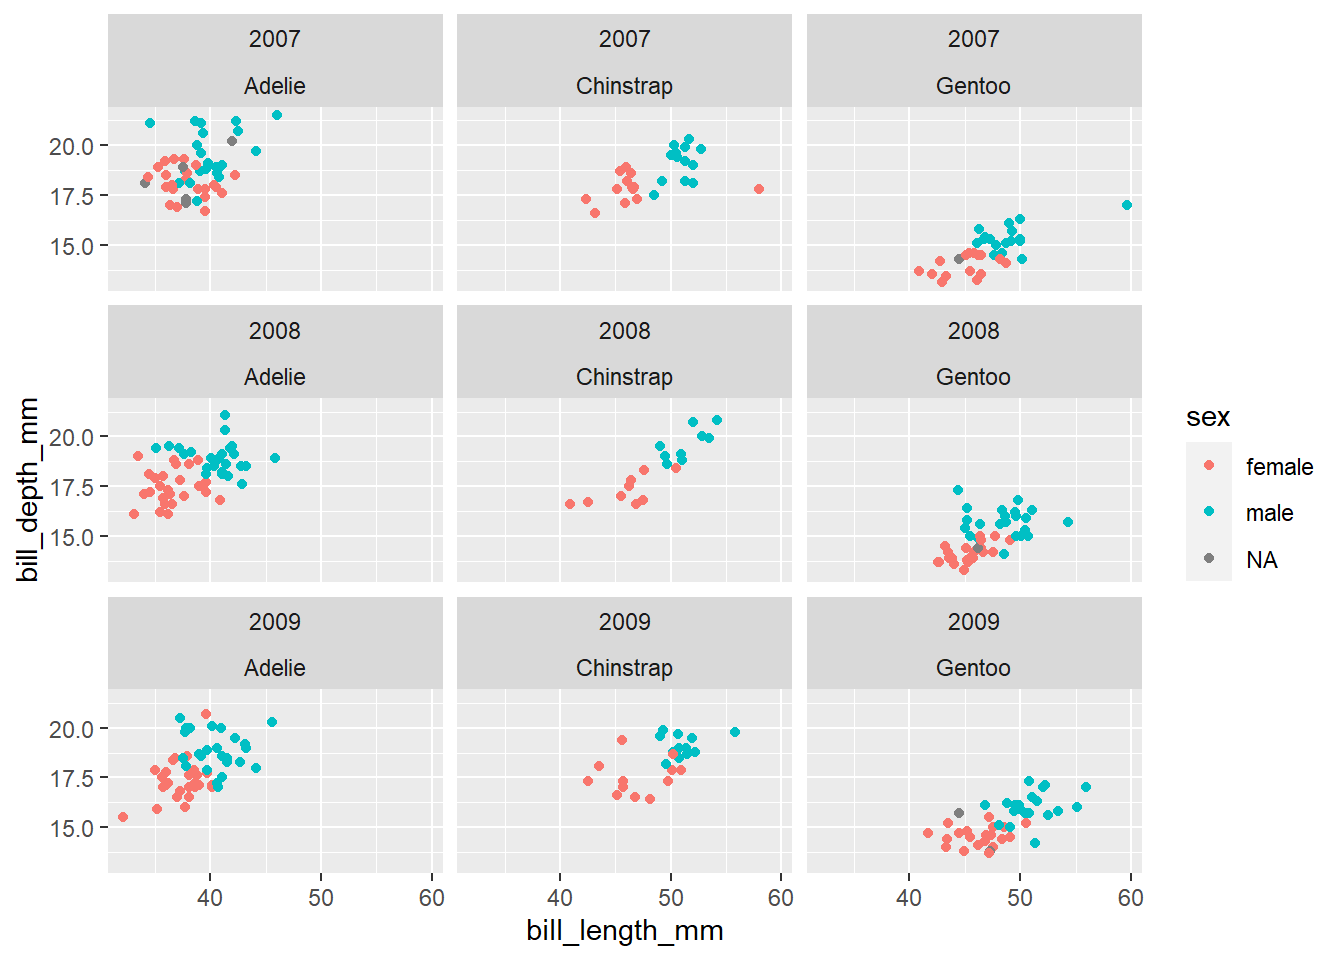 2007 2007 2007
Adelie Chinstrap Gentoo
20.0
17.5
15.0
2008 2008 2008
Adelie Chinstrap Gentoo
20.0
17.5
15.0
2009 2009 2009
Adelie Chinstrap Gentoo
20.0
17.5
15.0
40 50 60 40 50 60 40 50 60
bill_length_mm
bill_depth_mm
sex
female
male
NA